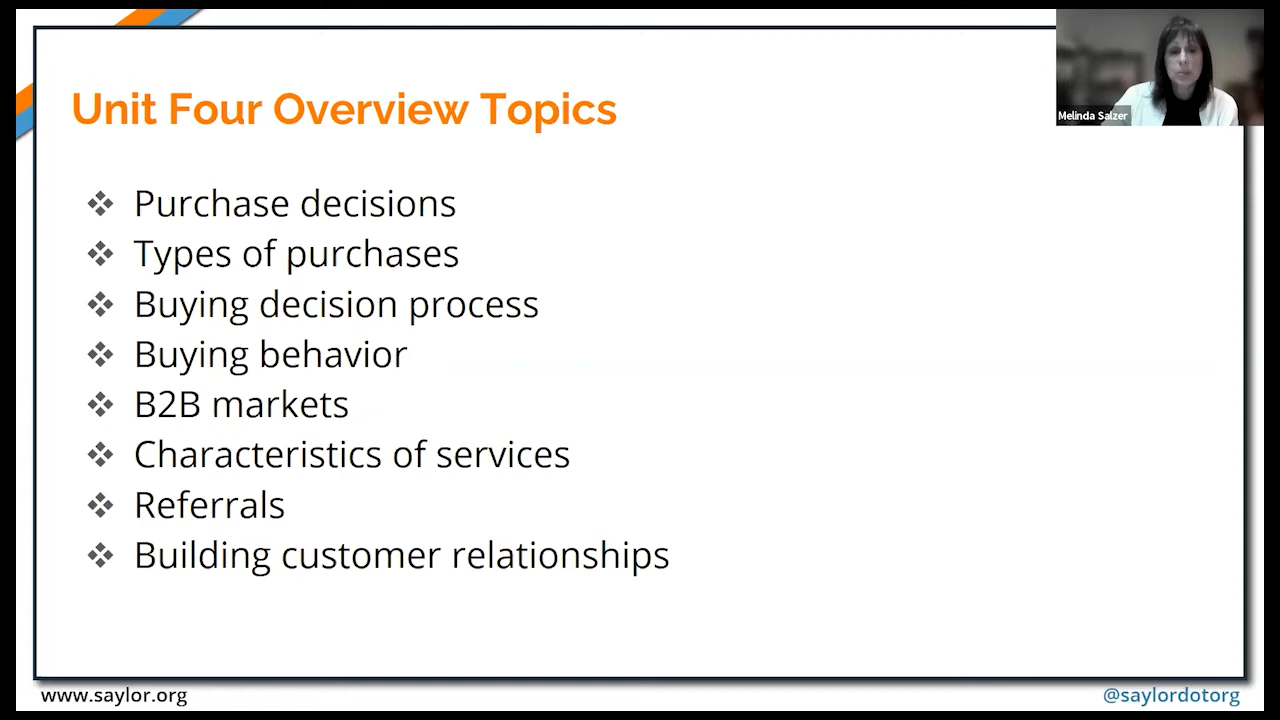 Unit Four Overview Topics
Melinda Salzer
Purchase decisions
Types of purchases
Buying decision process
Buying behavior
B2B markets
Characteristics of services
Referrals
Building customer relationships
www.saylor.org
@saylordotorg